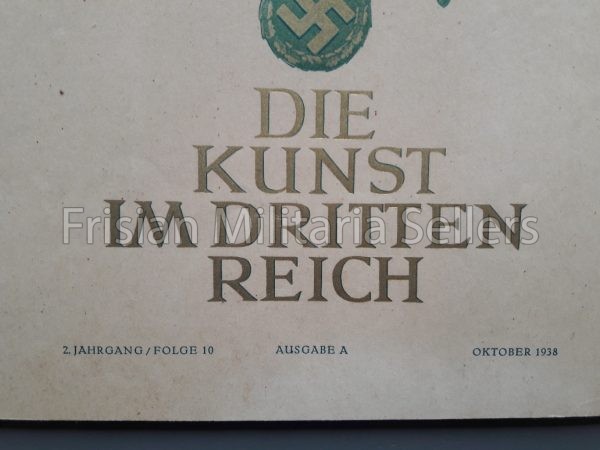 DIE
KUNST
IM DRITTEN
REICH
Frisian Militaria Sellers
2. JAHRGANG / FOLGE 10 AUSGABE A OKTOBER 1938